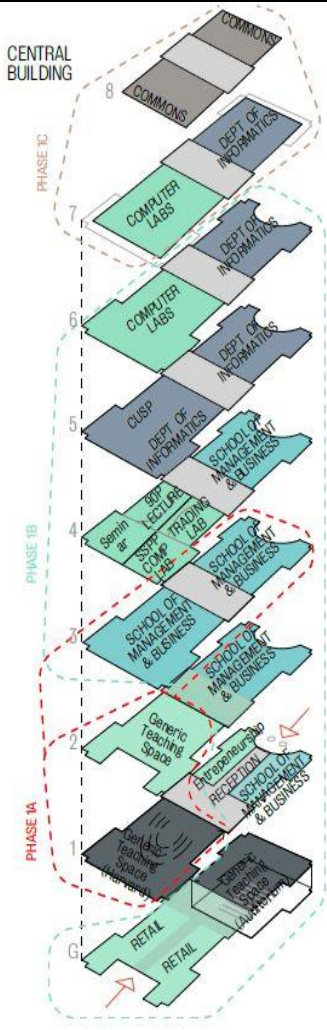 CENTRAL
BUILDING
COMMONS
8
COMMONS
PHASE 1C
DEPT OF
INFORMATICS
7
COMPUTER
LABS
DEPT OF
INFORMATICS
6
COMPUTER
LABS
DEPT OF
INFORMATICS
5
CUSP
DEPT OF
INFORMATICS
SCHOOL OF
MANAGEMENT
& BUSINESS
PHASE 1B
4
Semin
ar
90P
LECTURE
SSPP
COMP
LAB
TRADING
LAB
SCHOOL OF
MANAGEMENT
& BUSINESS
3
SCHOOL OF
MANAGEMENT
& BUSINESS
SCHOOL OF
MANAGEMENT
& BUSINESS
2
Generic
Teaching
Space
Entrepeneurship
RECEPTION
SCHOOL OF
MANAGEMENT
& BUSINESS
PHASE 1A
1
Generic
Teaching
Space
(Harvard)
Generic
Teaching
Space
(Auditorium)
G
RETAIL
RETAIL